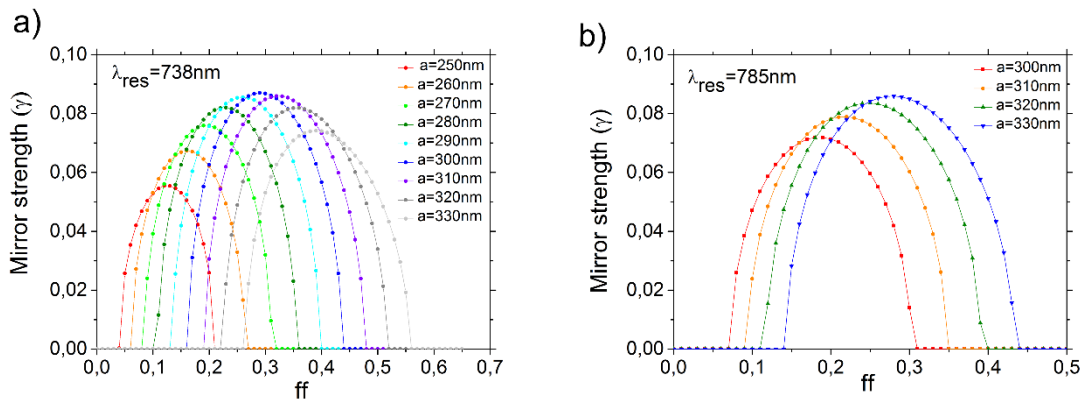 a)
λres=738nm
a=250nm
a=260nm
a=270nm
a=280nm
a=290nm
a=300nm
a=310nm
a=320nm
a=330nm
Mirror strength (γ)
0,10
0,08
0,06
0,04
0,02
0,00
0,0 0,1 0,2 0,3 0,4 0,5 0,6 0,7
ff
b)
λres=785nm
a=300nm
a=310nm
a=320nm
a=330nm
Mirror strength (γ)
0,10
0,08
0,06
0,04
0,02
0,00
0,0 0,1 0,2 0,3 0,4 0,5
ff